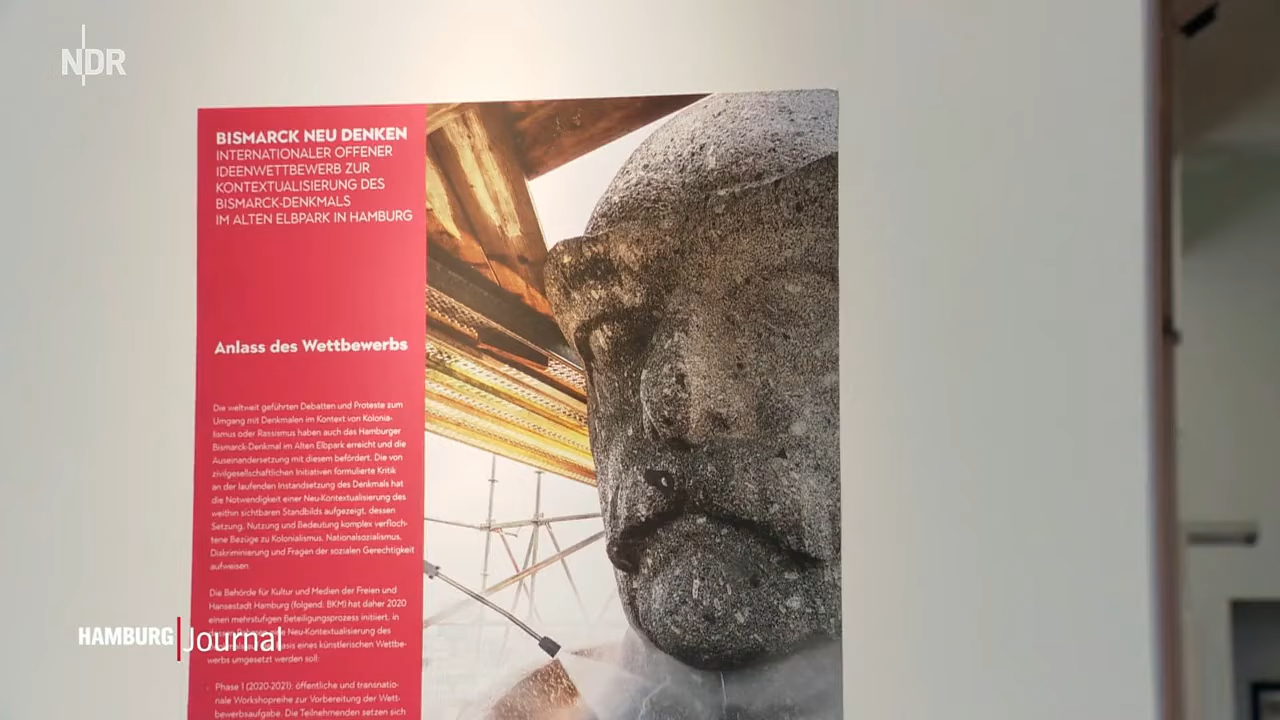 NDR
BISMARCK NEU DENKEN
INTERNATIONALER OFFENER
IDEENWETTBEWERB ZUR
KONTEXTUALISIERUNG DES
BISMARCK-DENKMALS
IM ALTEN ELBPARK IN HAMBURG
Anlass des Wettbewerbs
Die weltweit geführten Debatten und Proteste zum
Umgang mit Denkmalen im Kontext von Kolonia-
lismus oder Rassismus haben auch das Hamburger
Bismarck-Denkmal im Alten Elbpark erreicht und die
Auseinandersetzung mit diesem befördert. Die von
zivilgesellschaftlichen Initiativen formulierte Kritik
an der laufenden Instandsetzung des Denkmals hat
die Notwendigkeit einer Neu-Kontextualisierung des
weithin sichtbaren Standbilds aufgezeigt, dessen
Setzung, Nutzung und Bedeutung komplex verfloch-
tene Bezüge zu Kolonialismus, Nationalsozialismus,
Diskriminierung und Fragen der sozialen Gerechtigkeit
aufweisen.
Die Behörde für Kultur und Medien der Freien und
Hansestadt Hamburg (folgend: BKM) hat daher 2020
einen mehrstufigen Beteiligungsprozess initiiert, in
Neu-Kontextualisierung des
eines künstlerischen Wettbe-
werbs umgesetzt werden soll:
Phase 1 (2020-2021): öffentliche und transnatio-
nale Workshopreihe zur Vorbereitung der Wett-
bewerbsaufgabe. Die Teilnehmenden setzen sich
HAMBURG Journal